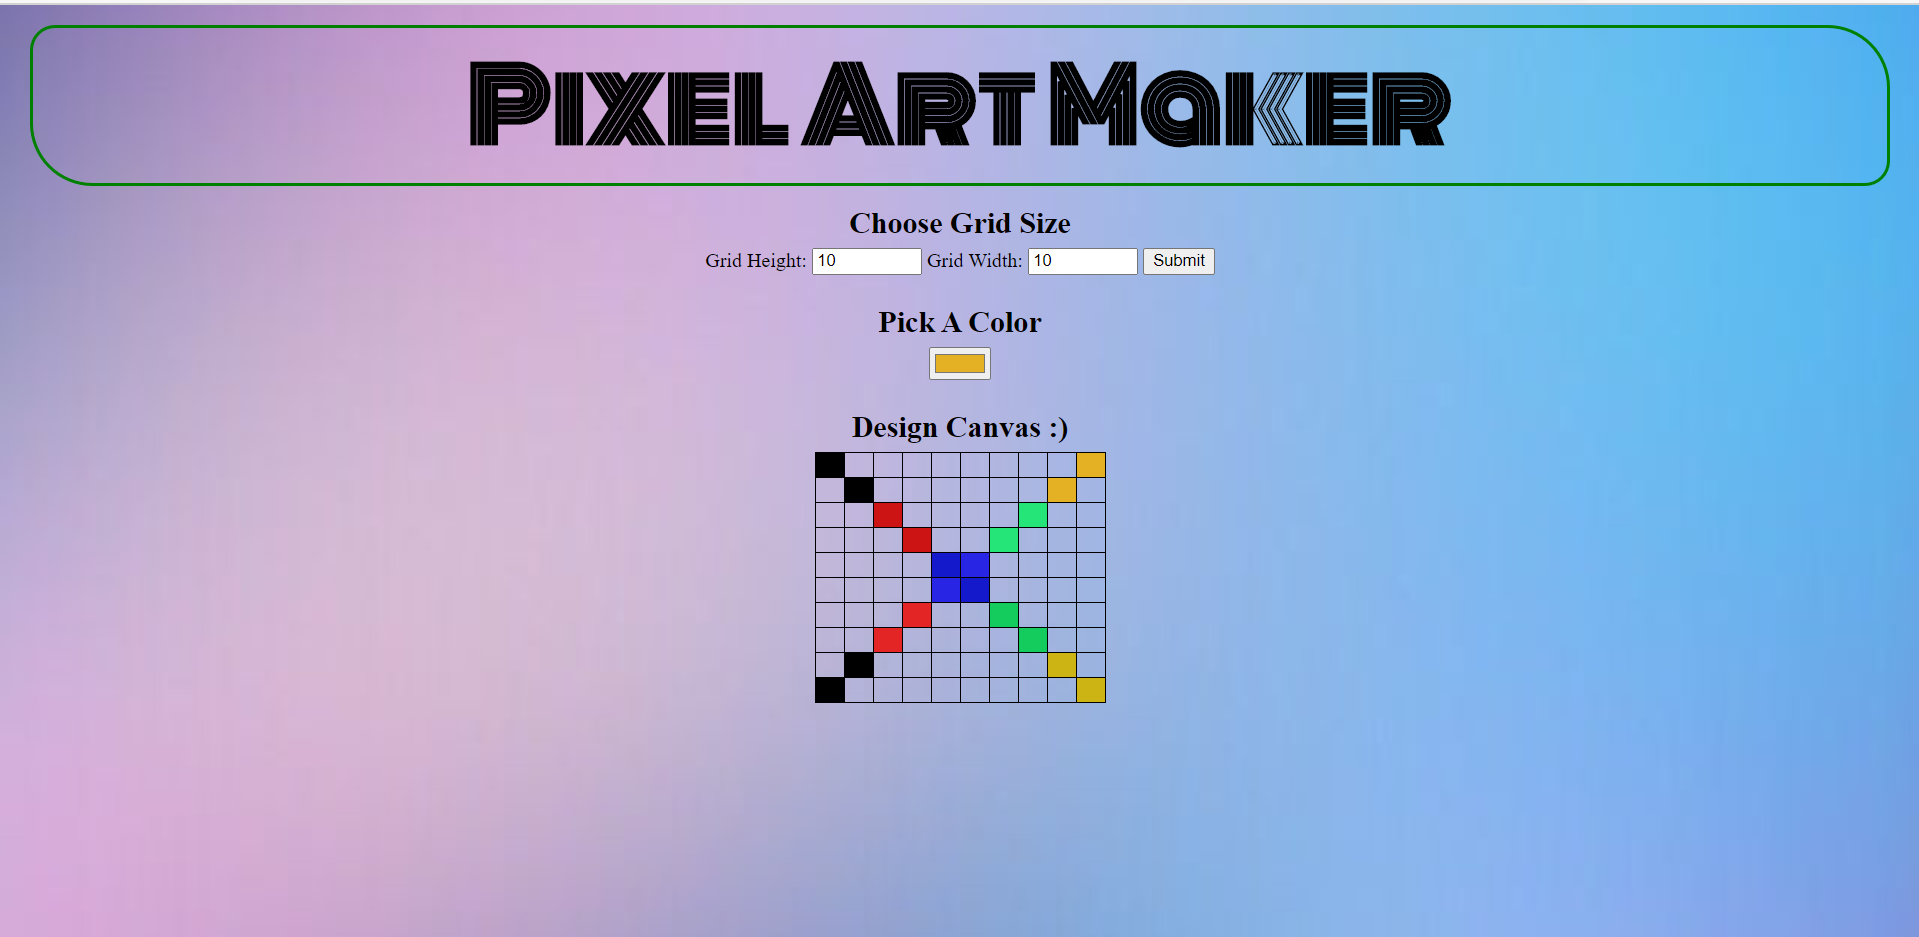 Pixel Art Maker
Choose Grid Size
Grid Height: 10 Grid Width: 10 Submit
Pick A Color
Design Canvas :)